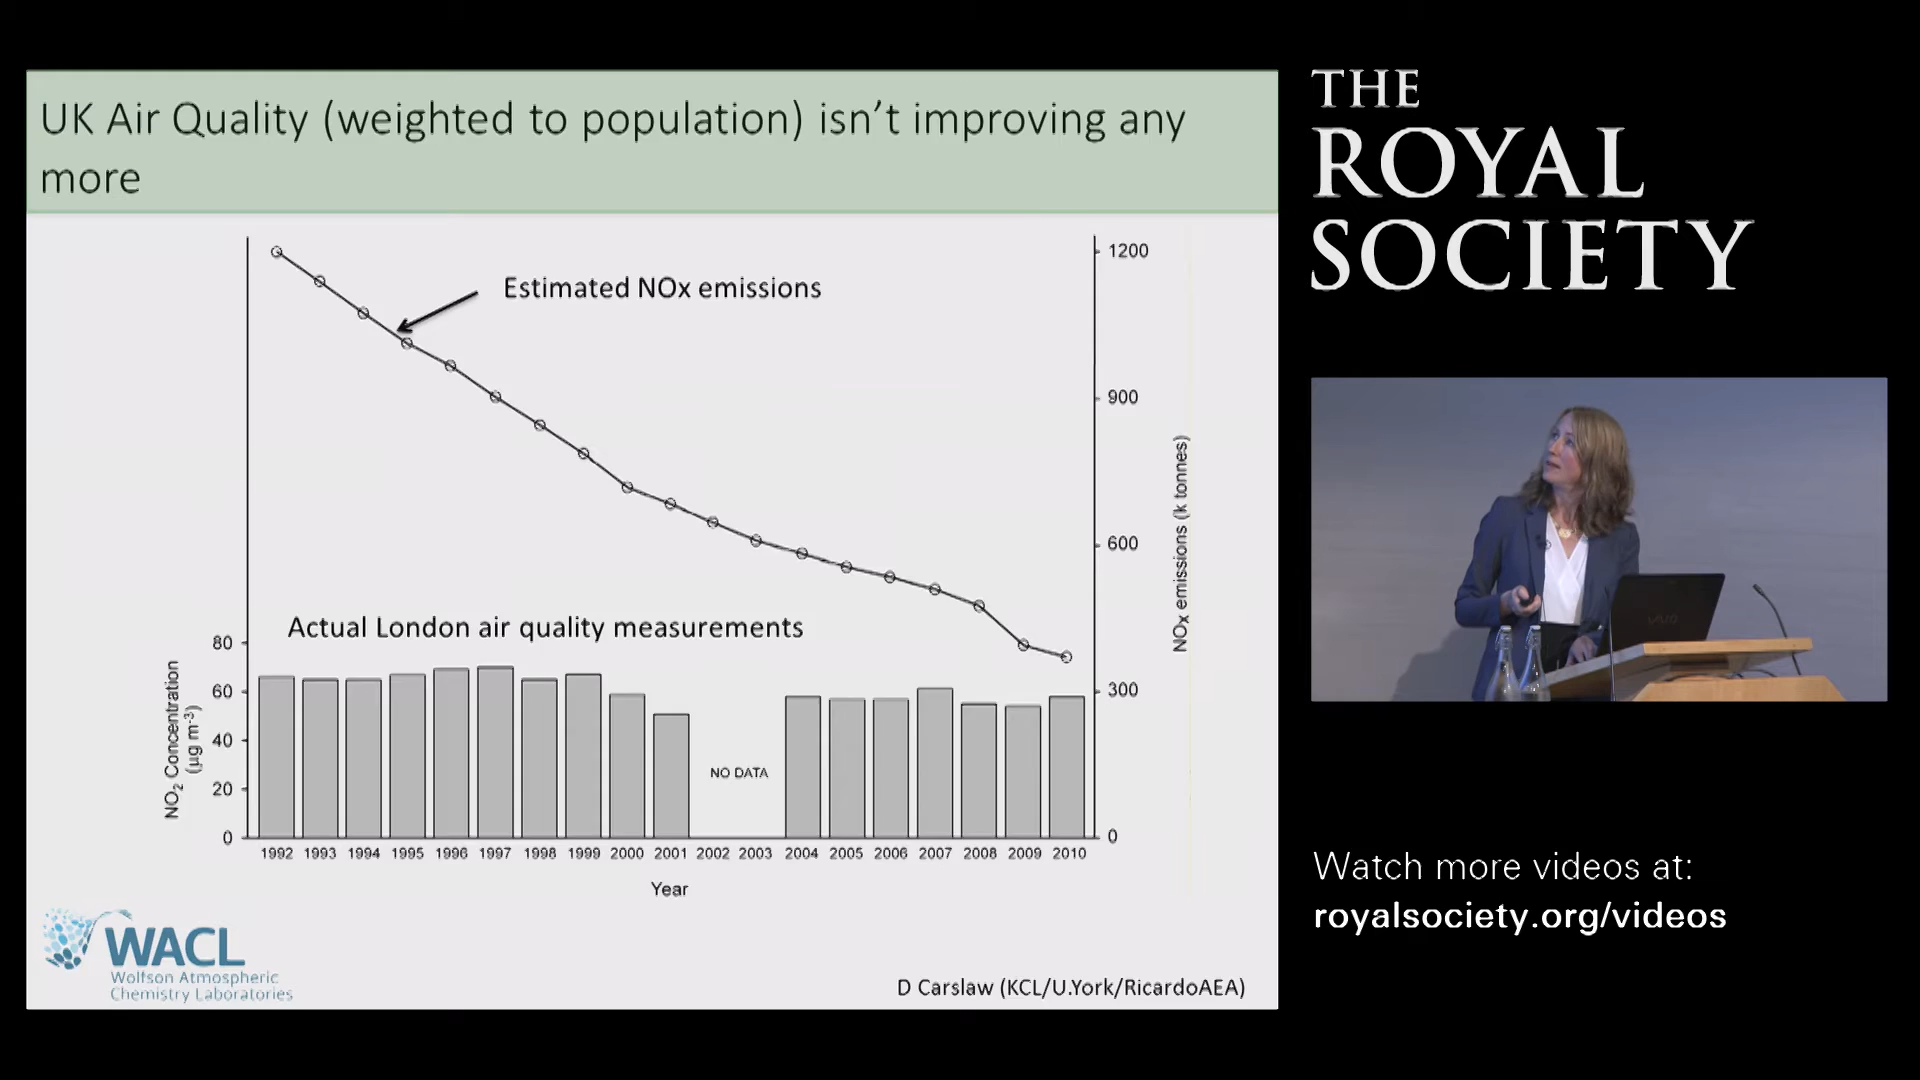 UK Air Quality (weighted to population) isn't improving any
more
Estimated NOx emissions
1200
900
600
300
0
NOx emissions (k tonnes)
Actual London air quality measurements
80
60
40
20
0
NO2 Concentration
(µg m-3)
NO DATA
1992 1993 1994 1995 1996 1997 1998 1999 2000 2001 2002 2003 2004 2005 2006 2007 2008 2009 2010
Year
WACL
Wolfson Atmospheric
Chemistry Laboratories
D Carslaw (KCL/U.York/RicardoAEA)
THE
ROYAL
SOCIETY
VAIO
Watch more videos at:
royalsociety.org/videos